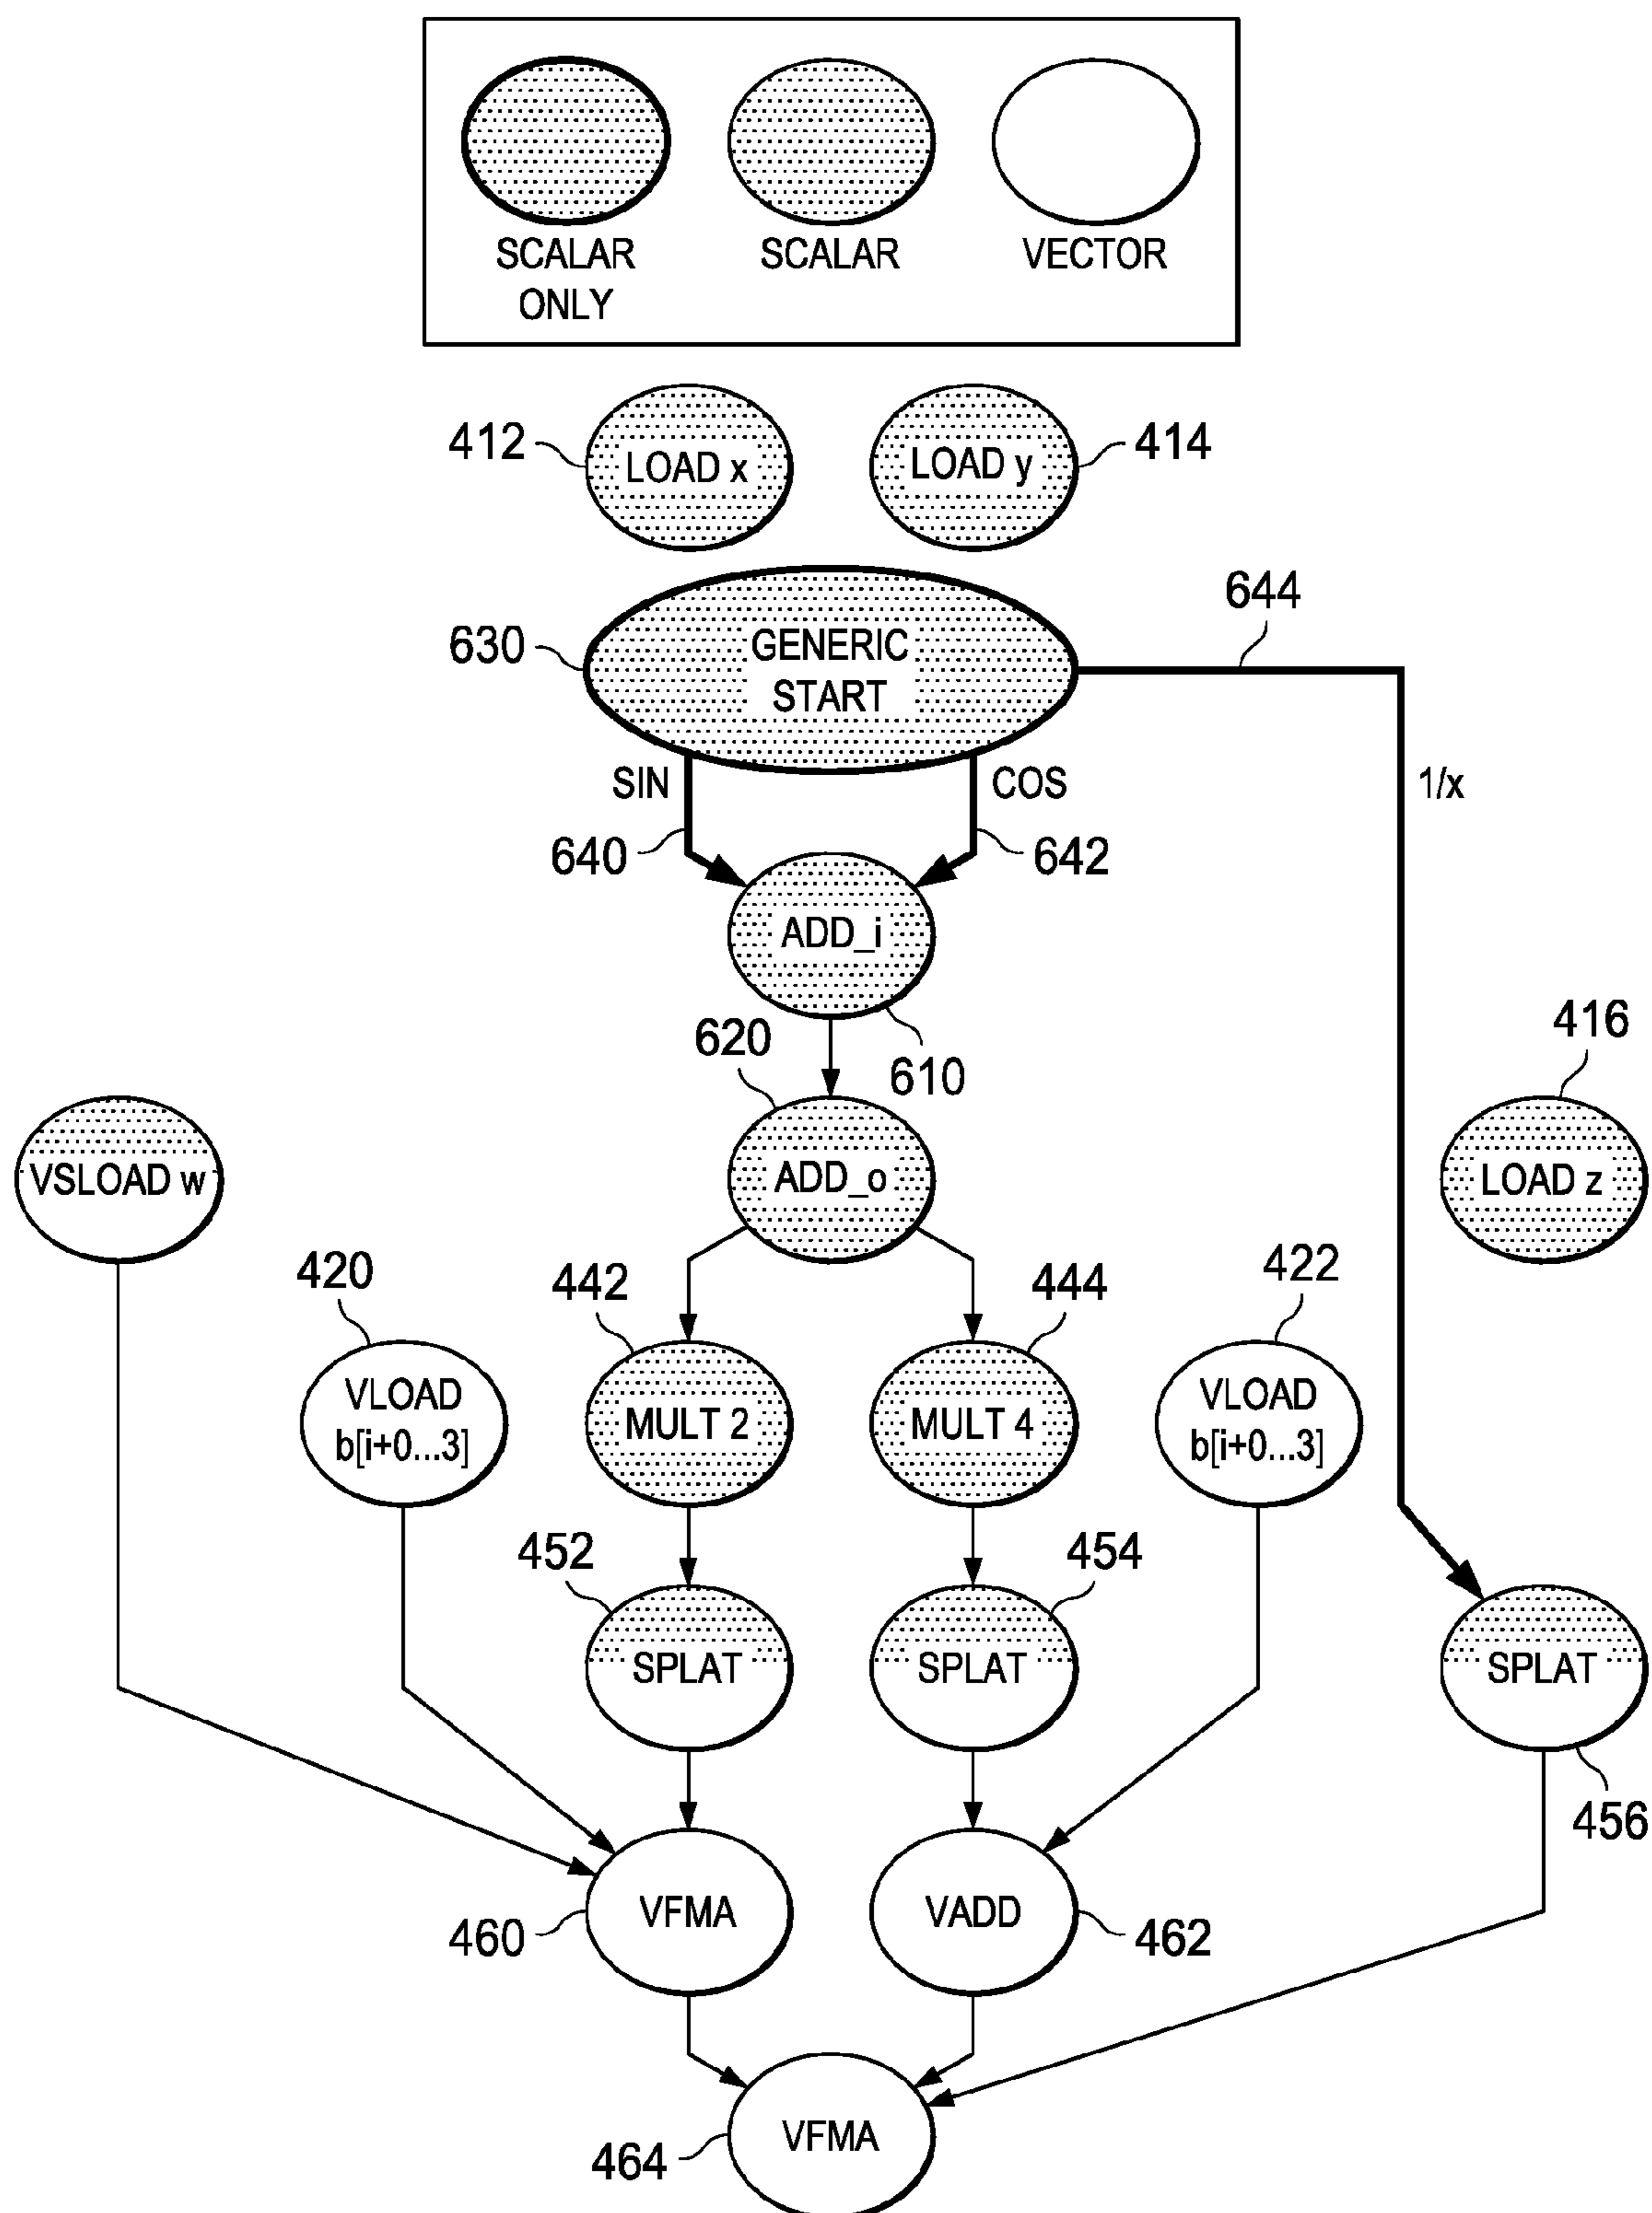 SCALAR
ONLY
SCALAR
VECTOR
412
LOAD x
LOAD y
414
630
GENERIC
START
644
SIN
COS
1/x
640
642
ADD_i
610
620
416
VSLOAD w
ADD_o
LOAD z
420
442
444
422
VLOAD
b[i+0...3]
MULT 2
MULT 4
VLOAD
b[i+0...3]
452
454
SPLAT
SPLAT
SPLAT
456
460
VFMA
VADD
462
464
VFMA